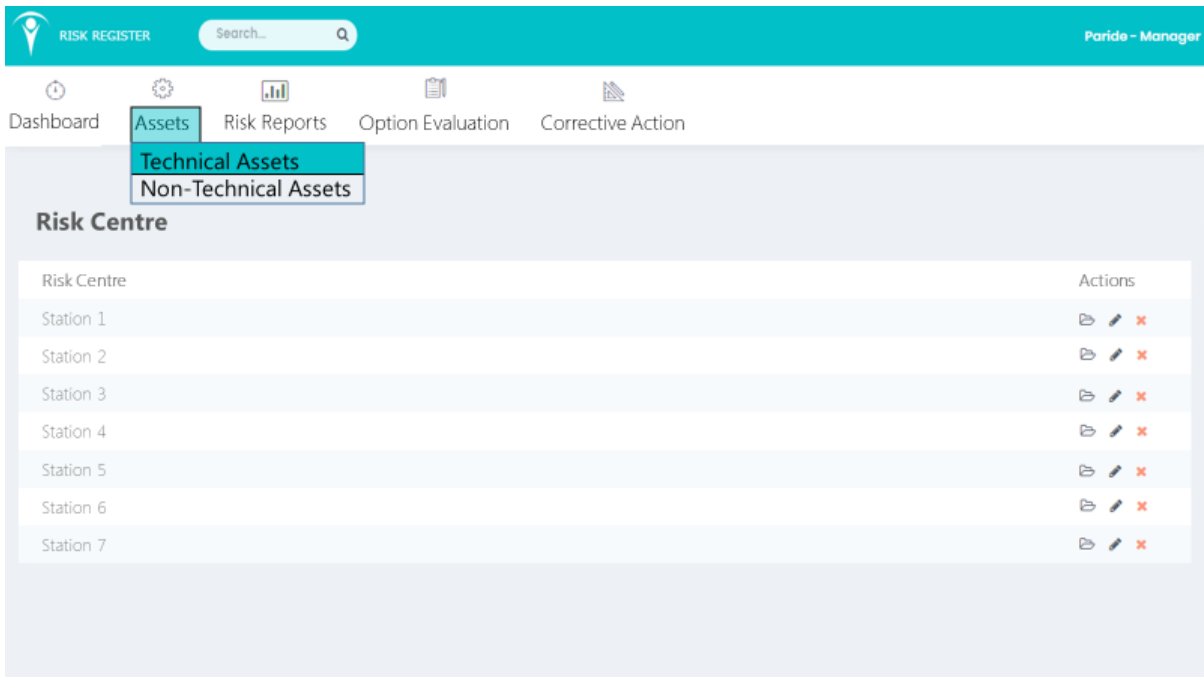 RISK REGISTER Search... Paride - Manager
Dashboard Assets Risk Reports Option Evaluation Corrective Action
Technical Assets
Non-Technical Assets
Risk Centre
Risk Centre Actions
Station 1
Station 2
Station 3
Station 4
Station 5
Station 6
Station 7